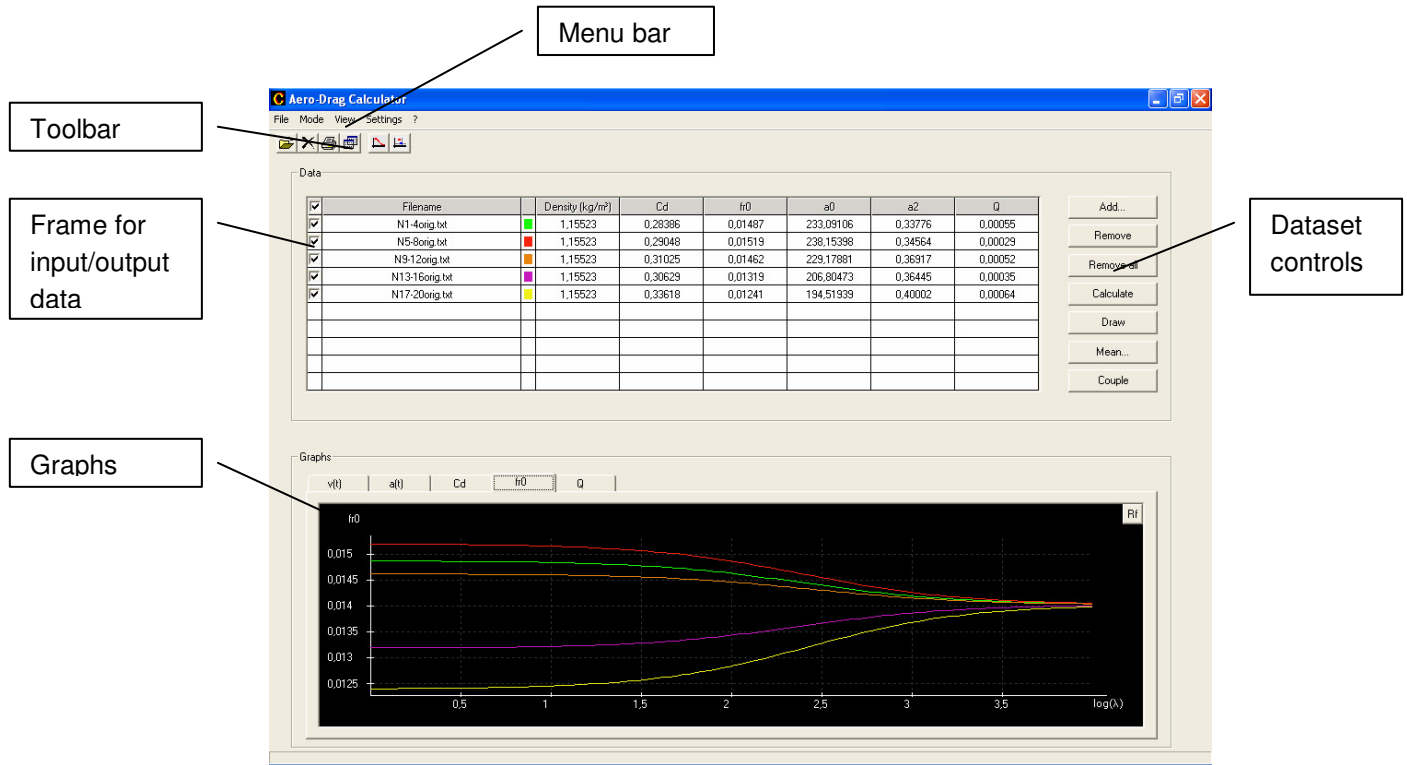 Menu bar
Toolbar
Frame for
input/output
data
Graphs
Dataset
controls
Aero-Drag Calculator
File Mode View Settings ?
Data
Filename Density (kg/m³) Cd fr0 a0 a2 Q
N1-4orig.txt 1,15523 0,28386 0,01487 233,09106 0,33776 0,00055
N5-8orig.txt 1,15523 0,29048 0,01519 238,15398 0,34564 0,00029
N9-12orig.txt 1,15523 0,31025 0,01462 229,17881 0,36917 0,00052
N13-16orig.txt 1,15523 0,30629 0,01319 206,80473 0,36445 0,00035
N17-20orig.txt 1,15523 0,33618 0,01241 194,51939 0,40002 0,00064
Add...
Remove
Remove all
Calculate
Draw
Mean...
Couple
Graphs
v(t) a(t) Cd fr0 Q
Rf
fr0
0,015
0,0145
0,014
0,0135
0,013
0,0125
0,5 1 1,5 2 2,5 3 3,5 log(λ)